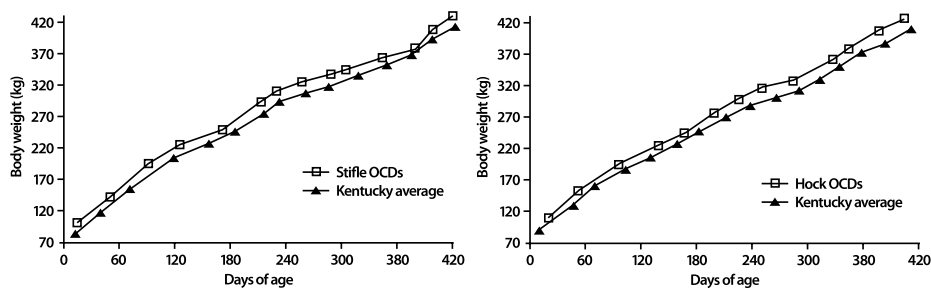 420
370
320
270
220
170
120
70
Body weight (kg)
Stifle OCDs
Kentucky average
0 60 120 180 240 300 360 420
Days of age
420
370
320
270
220
170
120
70
Body weight (kg)
Hock OCDs
Kentucky average
0 60 120 180 240 300 360 420
Days of age